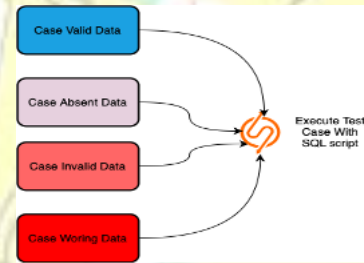 Case Valid Data
Case Absent Data
Case Invalid Data
Case Woring Data
Execute Test
Case With
SQL script